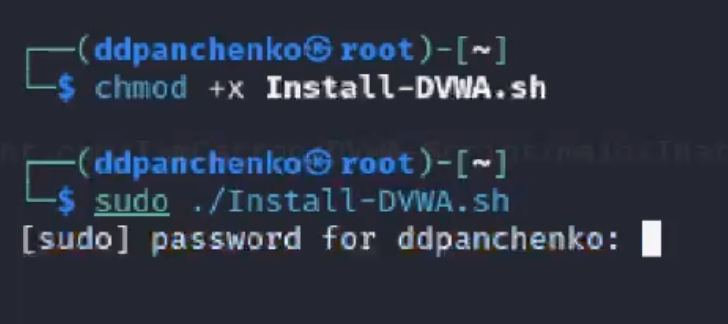 ┌──(ddpanchenko㉿root)-[~]
└─$ chmod +x Install-DVWA.sh
┌──(ddpanchenko㉿root)-[~]
└─$ sudo ./Install-DVWA.sh
[sudo] password for ddpanchenko: